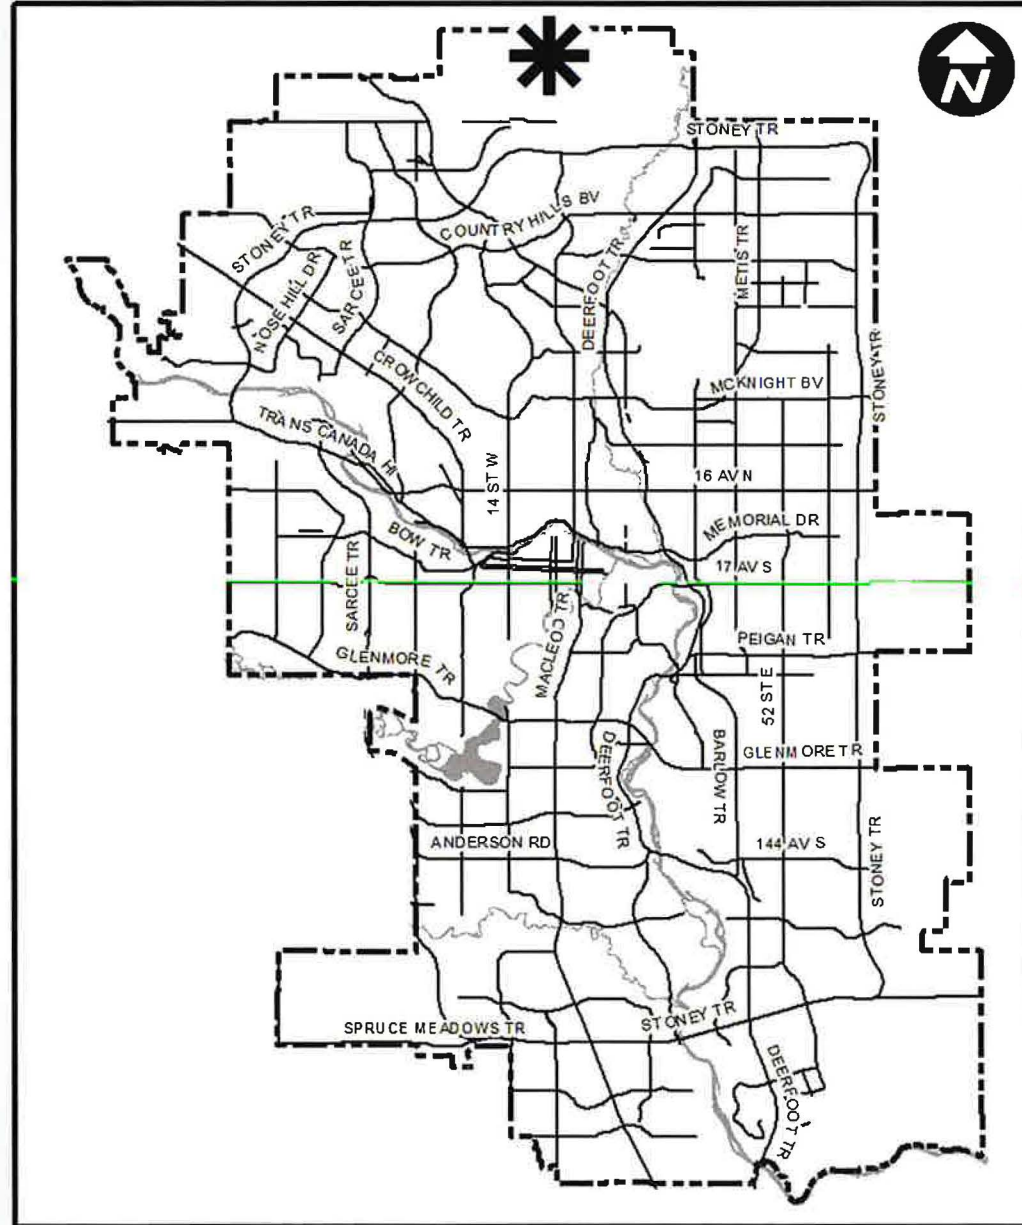 N
STONEY TR
COUNTRY HILLS BV
STONEY TR
SARCEE TR
NOSE HILL DR
DEERFOOT TR
METIS TR
STONEY TR
CROWCHILD TR
MCKNIGHT BV
TRANS CANADA HI
14 ST W
16 AV N
BOW TR
MEMORIAL DR
17 AV S
SARCEE TR
MACLEOD TR
PEIGAN TR
GLENMORE TR
52 ST E
DEERFOOT TR
BARLOW TR
GLENMORE TR
ANDERSON RD
144 AV S
STONEY TR
SPRUCE MEADOWS TR
STONEY TR
DEERFOOT TR